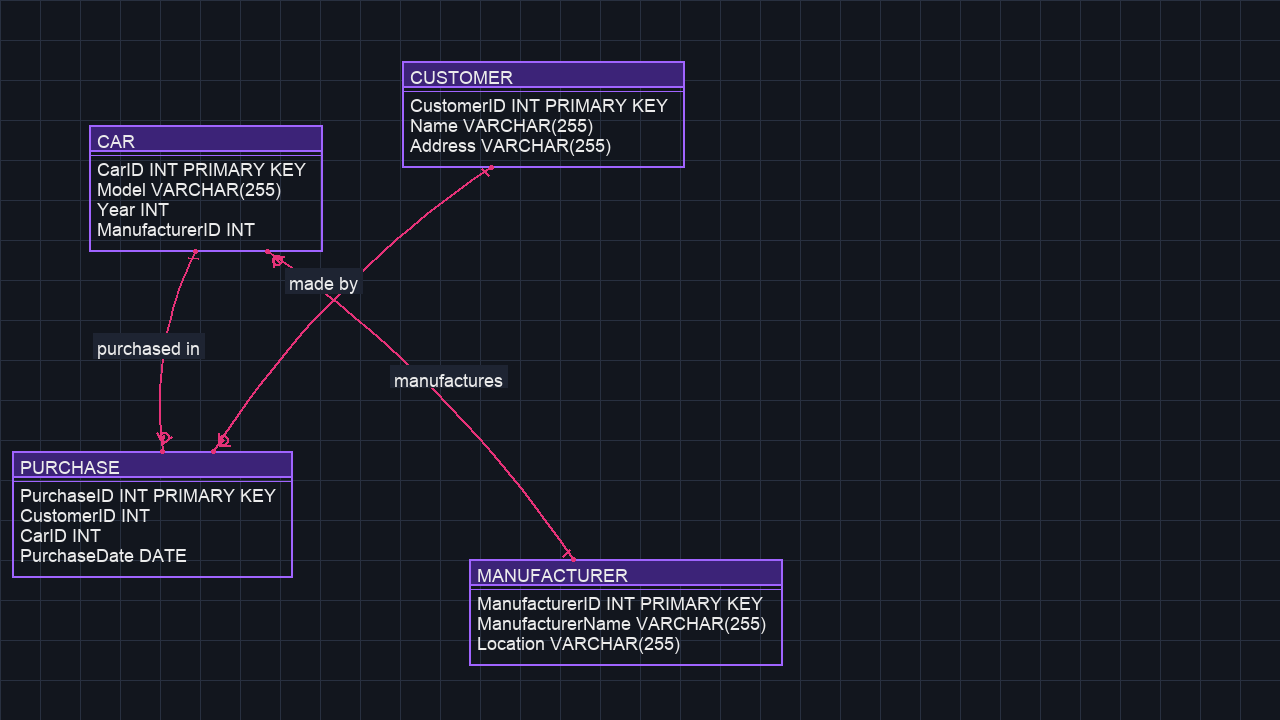 CUSTOMER
CustomerID INT PRIMARY KEY
Name VARCHAR(255)
Address VARCHAR(255)
CAR
CarID INT PRIMARY KEY
Model VARCHAR(255)
Year INT
ManufacturerID INT
made by
purchased in
manufactures
PURCHASE
PurchaseID INT PRIMARY KEY
CustomerID INT
CarID INT
PurchaseDate DATE
MANUFACTURER
ManufacturerID INT PRIMARY KEY
ManufacturerName VARCHAR(255)
Location VARCHAR(255)